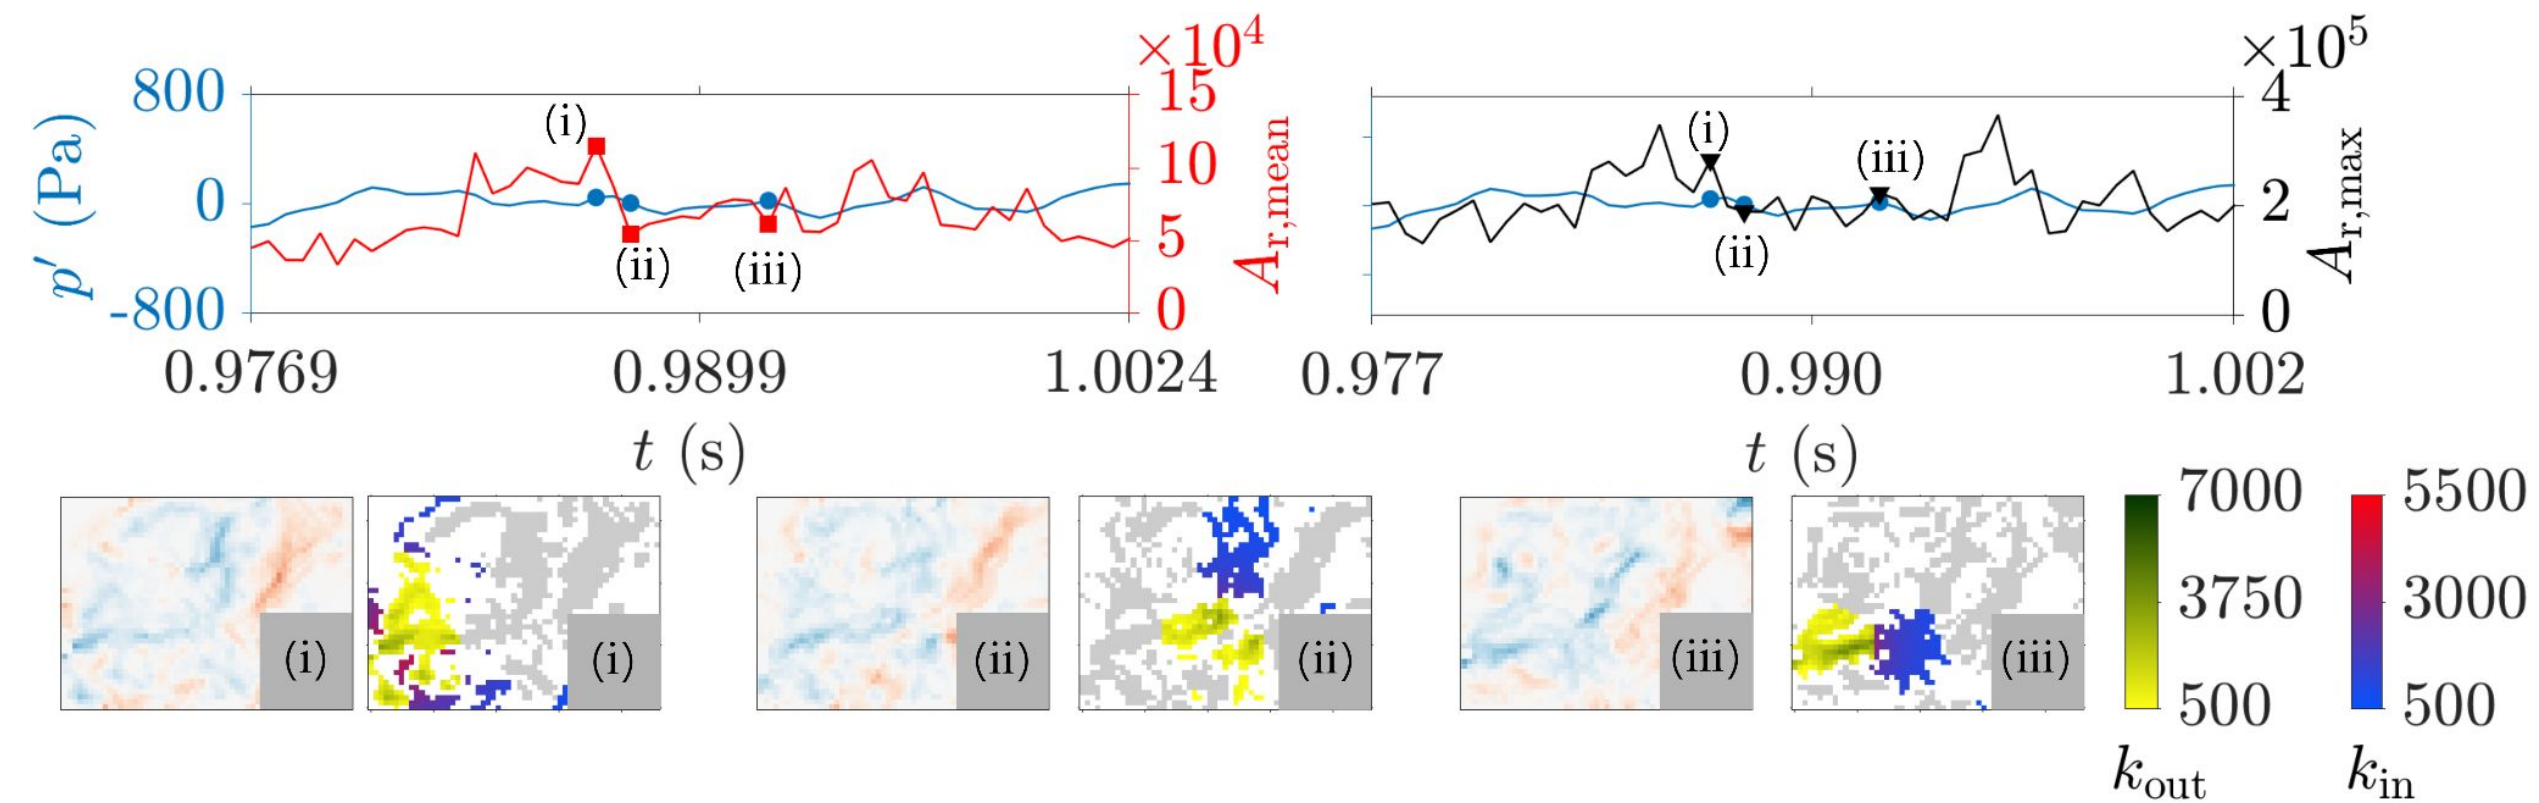 ×10⁴
×10⁵
800
0
-800
p′ (Pa)
(i)
(ii)
(iii)
15
10
5
0
A_r,mean
(i)
(ii)
(iii)
4
2
0
A_r,max
0.9769
0.9899
1.0024
0.977
0.990
1.002
t (s)
t (s)
(i)
(i)
(ii)
(ii)
(iii)
(iii)
7000
3750
500
k_out
5500
3000
500
k_in